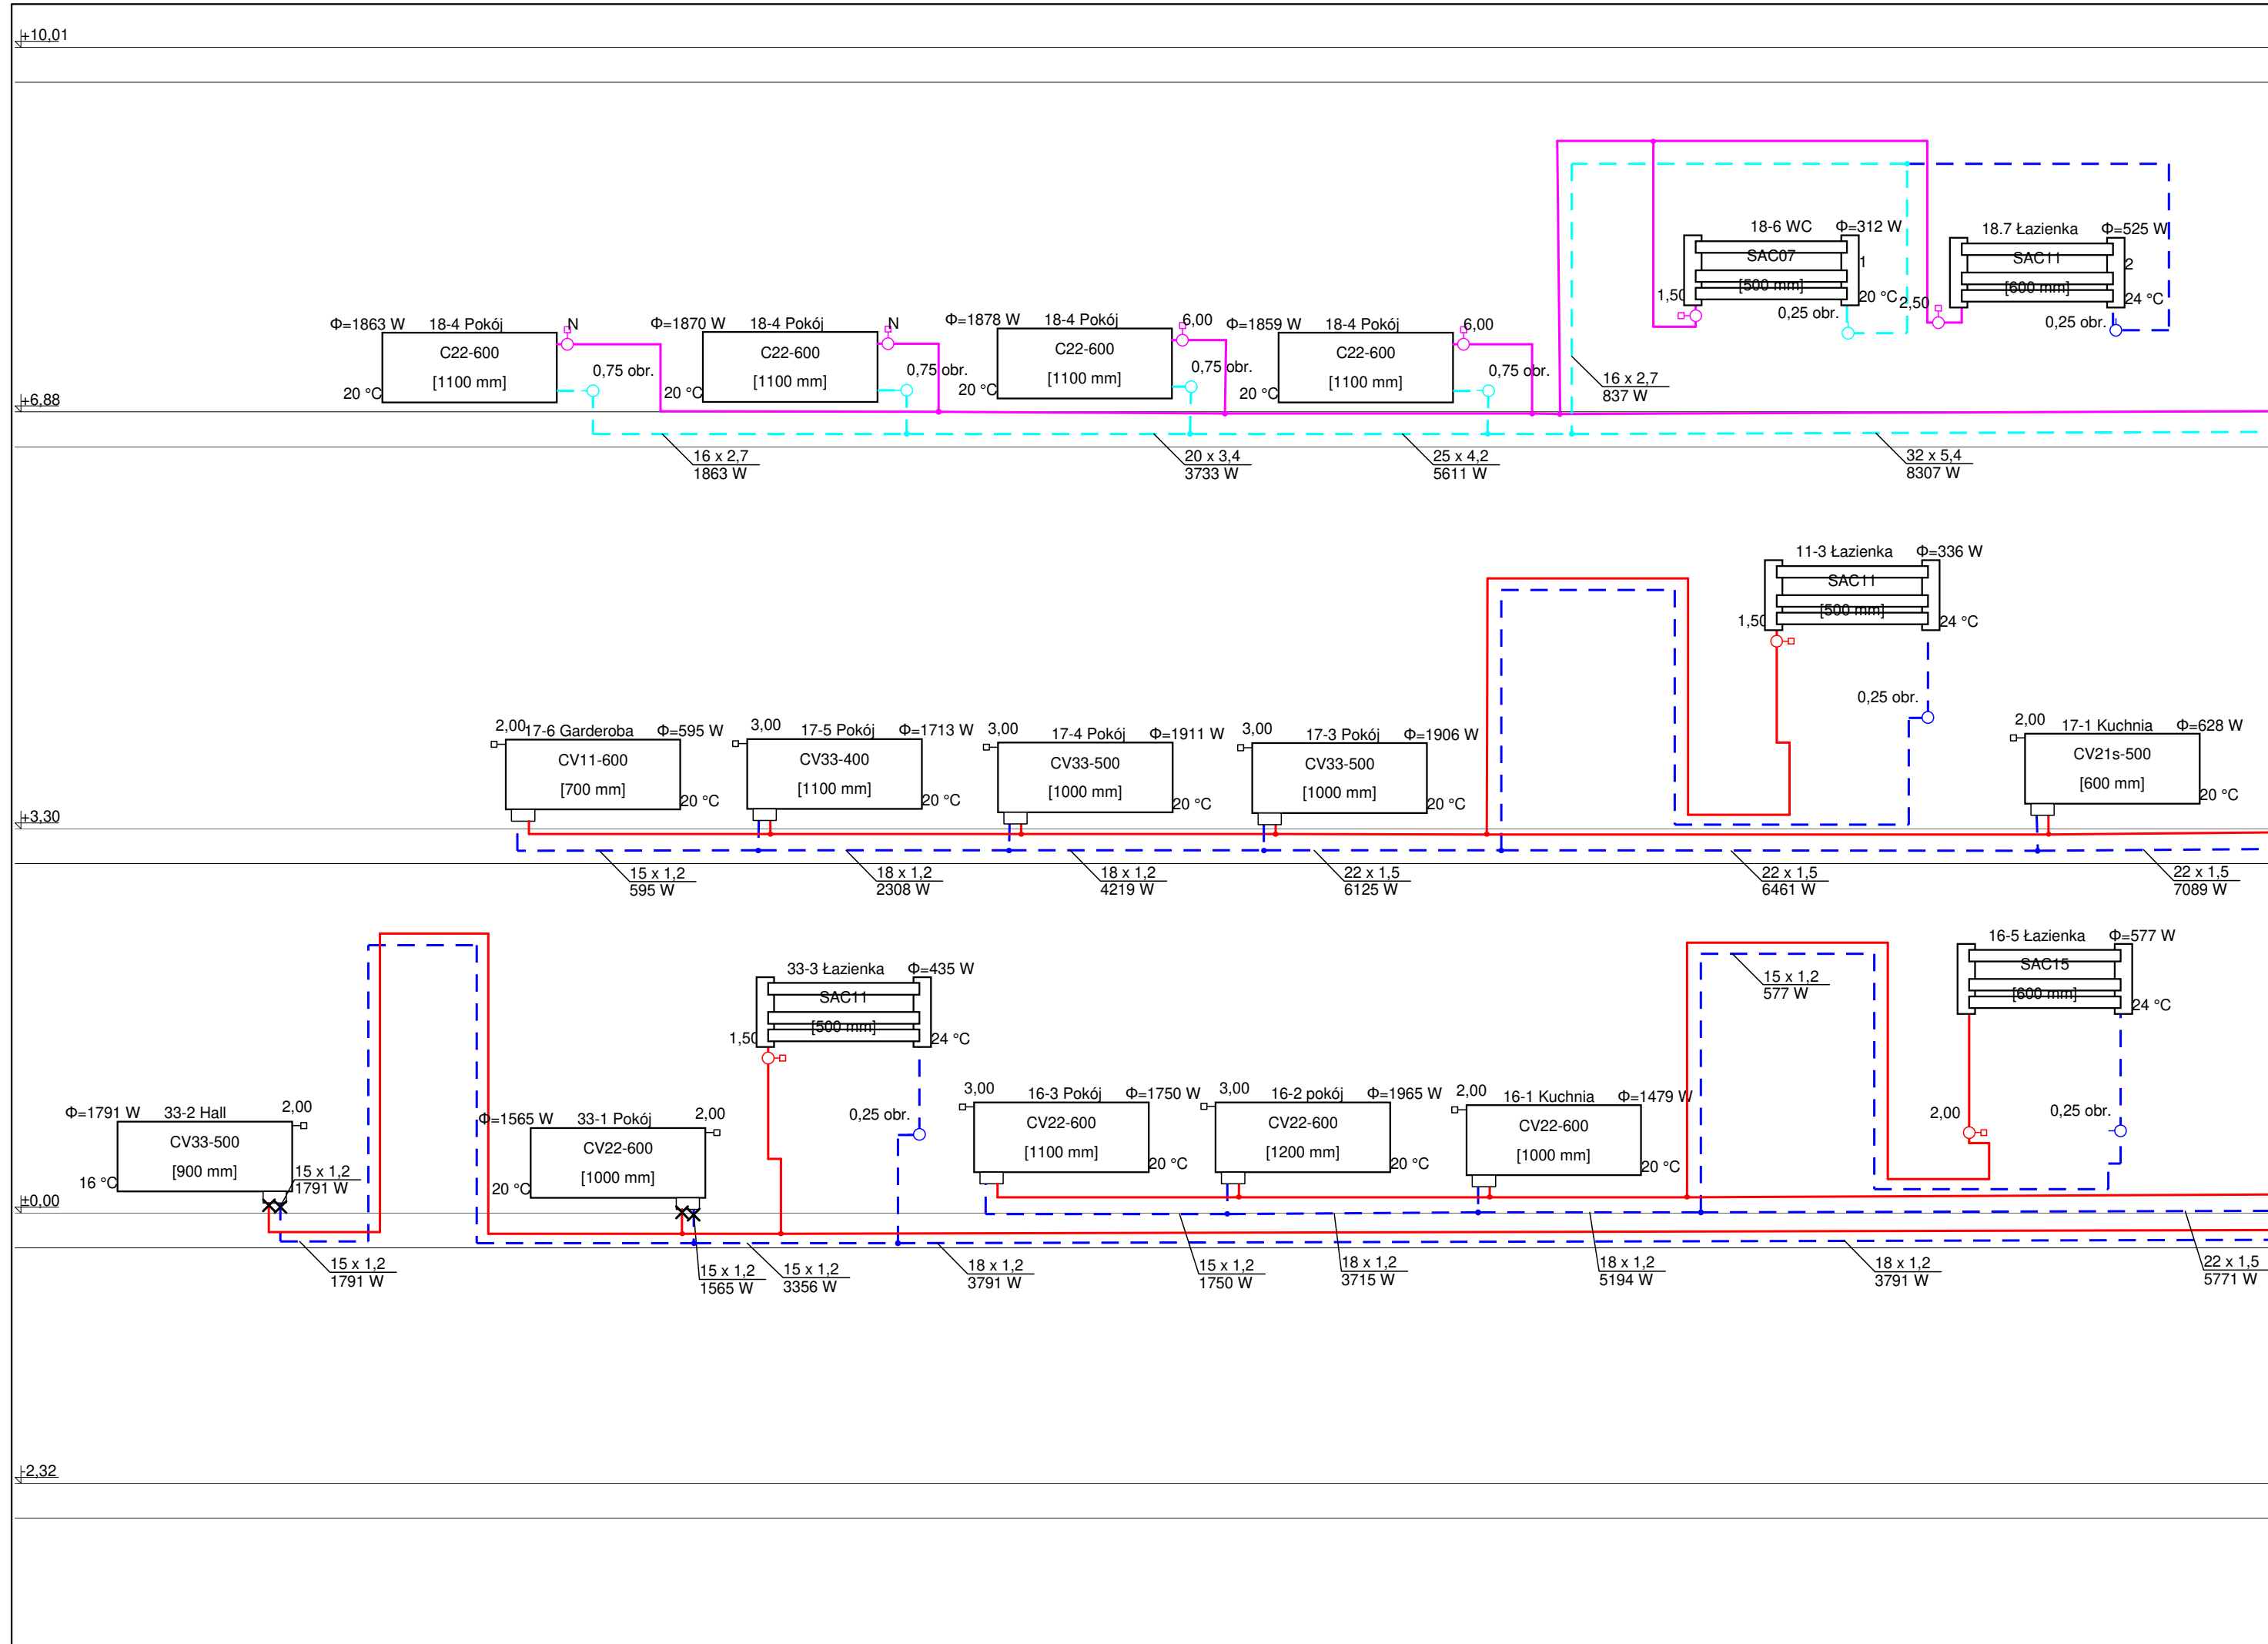 +10,01
18-6 WC
Φ=312 W
SAC07
[500 mm]
1
1,50
20 °C
0,25 obr.
18.7 Łazienka
Φ=525 W
SAC11
[600 mm]
2
2,50
24 °C
0,25 obr.
Φ=1863 W
18-4 Pokój
N
C22-600
[1100 mm]
20 °C
0,75 obr.
Φ=1870 W
18-4 Pokój
N
C22-600
[1100 mm]
20 °C
0,75 obr.
Φ=1878 W
18-4 Pokój
6,00
C22-600
[1100 mm]
20 °C
0,75 obr.
Φ=1859 W
18-4 Pokój
6,00
C22-600
[1100 mm]
20 °C
0,75 obr.
16 x 2,7
837 W
+6,88
16 x 2,7
1863 W
20 x 3,4
3733 W
25 x 4,2
5611 W
32 x 5,4
8307 W
11-3 Łazienka
Φ=336 W
SAC11
[500 mm]
1,50
24 °C
0,25 obr.
2,00
17-6 Garderoba
Φ=595 W
CV11-600
[700 mm]
20 °C
3,00
17-5 Pokój
Φ=1713 W
CV33-400
[1100 mm]
20 °C
3,00
17-4 Pokój
Φ=1911 W
CV33-500
[1000 mm]
20 °C
3,00
17-3 Pokój
Φ=1906 W
CV33-500
[1000 mm]
20 °C
2,00
17-1 Kuchnia
Φ=628 W
CV21s-500
[600 mm]
20 °C
+3,30
15 x 1,2
595 W
18 x 1,2
2308 W
18 x 1,2
4219 W
22 x 1,5
6125 W
22 x 1,5
6461 W
22 x 1,5
7089 W
33-3 Łazienka
Φ=435 W
SAC11
[500 mm]
1,50
24 °C
0,25 obr.
15 x 1,2
577 W
16-5 Łazienka
Φ=577 W
SAC15
[600 mm]
24 °C
2,00
0,25 obr.
Φ=1791 W
33-2 Hall
2,00
CV33-500
[900 mm]
16 °C
15 x 1,2
1791 W
Φ=1565 W
33-1 Pokój
2,00
CV22-600
[1000 mm]
20 °C
3,00
16-3 Pokój
Φ=1750 W
CV22-600
[1100 mm]
20 °C
3,00
16-2 pokój
Φ=1965 W
CV22-600
[1200 mm]
20 °C
2,00
16-1 Kuchnia
Φ=1479 W
CV22-600
[1000 mm]
20 °C
±0,00
15 x 1,2
1791 W
15 x 1,2
1565 W
15 x 1,2
3356 W
18 x 1,2
3791 W
15 x 1,2
1750 W
18 x 1,2
3715 W
18 x 1,2
5194 W
18 x 1,2
3791 W
22 x 1,5
5771 W
-2,32